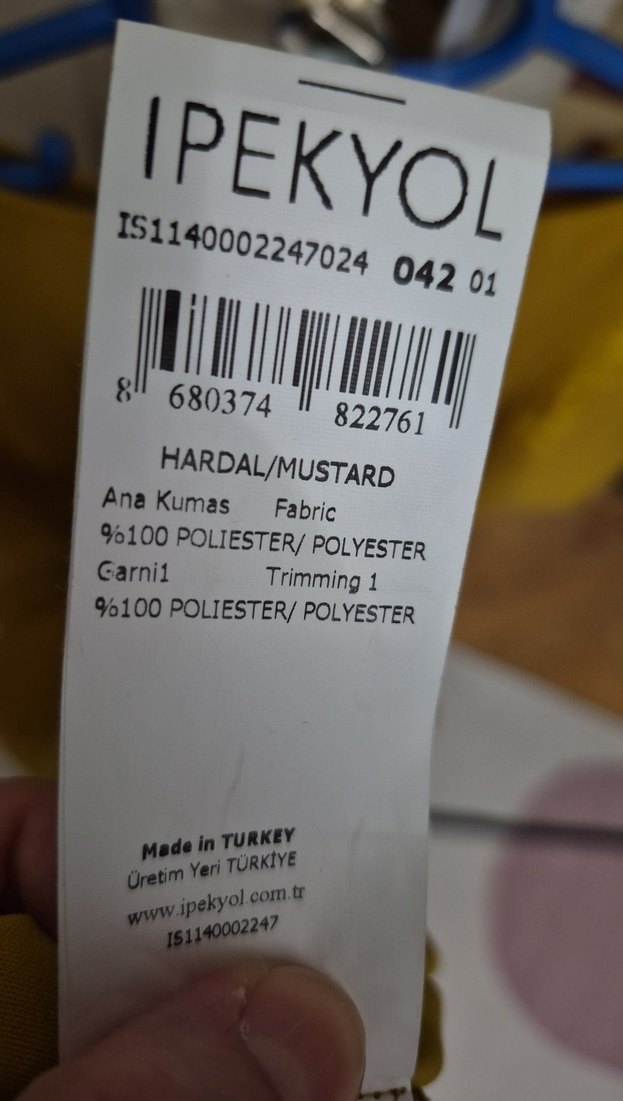 IPEKYOL
IS1140002247024 042 01
8 680374 822761
HARDAL/MUSTARD
Ana Kumas Fabric
%100 POLIESTER/ POLYESTER
Garni1 Trimming 1
%100 POLIESTER/ POLYESTER
Made in TURKEY
Üretim Yeri TÜRKİYE
www.ipekyol.com.tr
IS1140002247